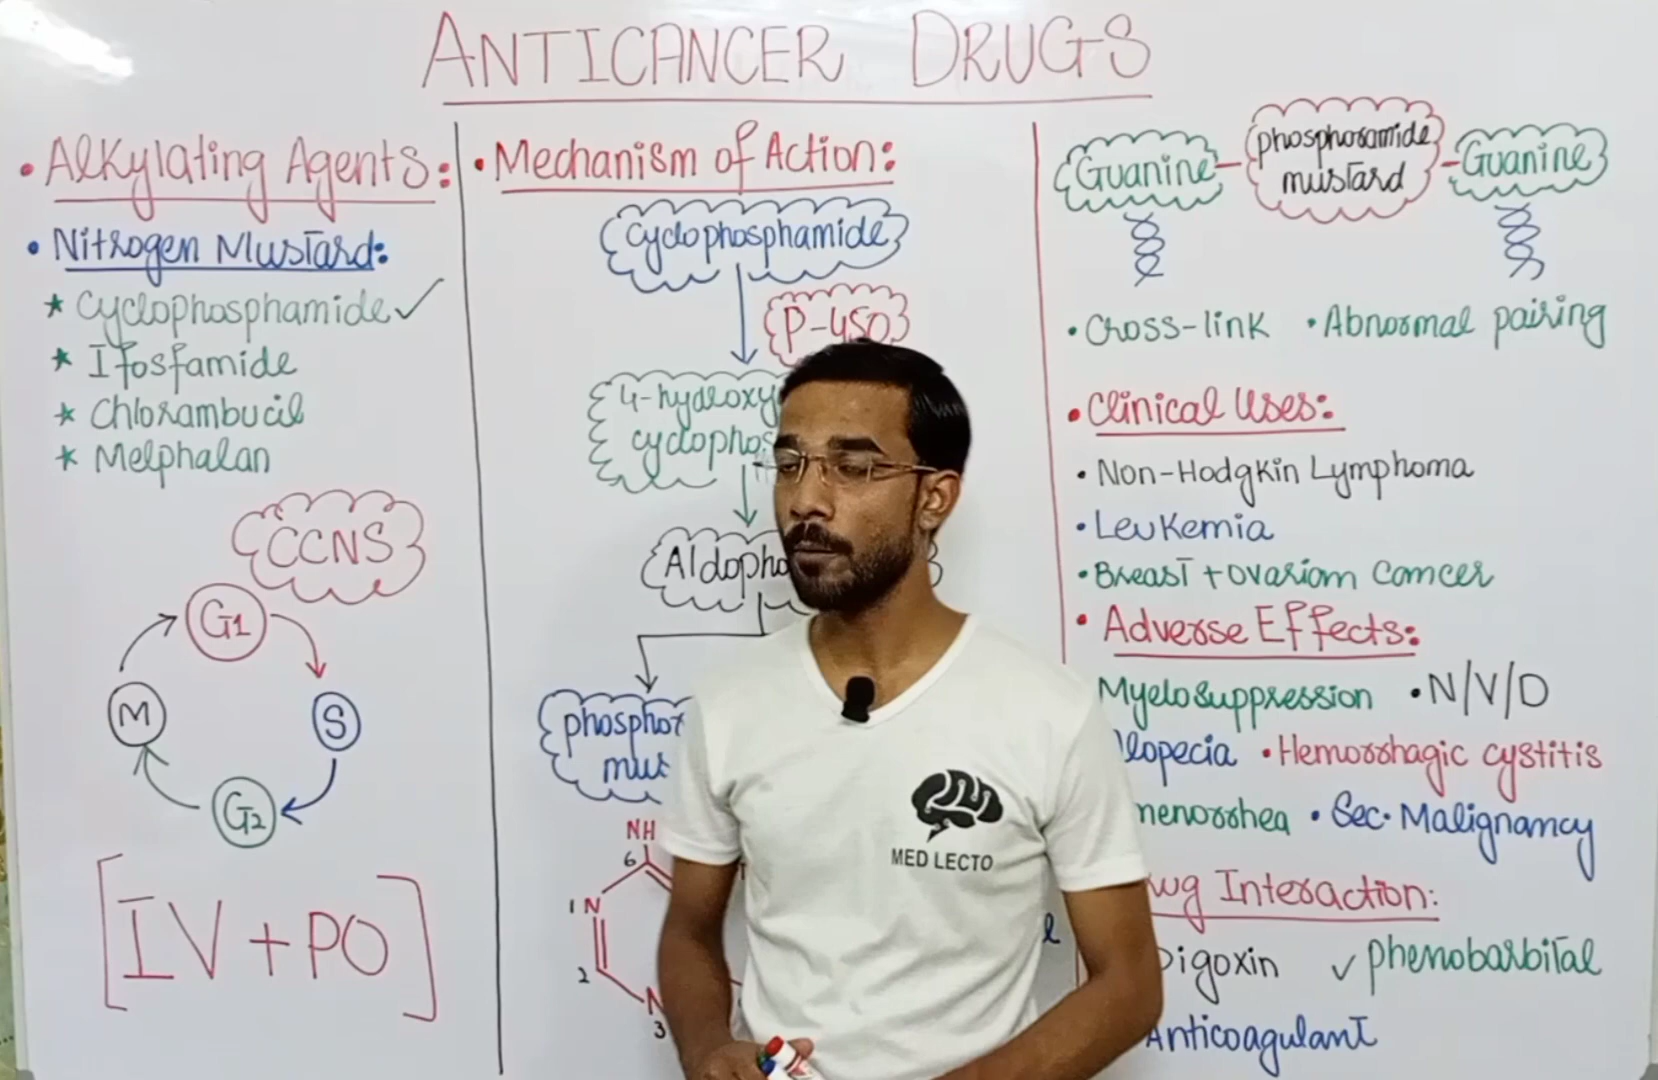 ANTICANCER DRUGS
• Alkylating Agents:
• Nitrogen Mustard:
★ Cyclophosphamide ✓
★ Ifosfamide
★ Chlorambucil
★ Melphalan
CCNS
G1
M
S
G2
[IV + PO]
• Mechanism of Action:
Cyclophosphamide
P-450
4-hydroxy
cyclophos
Aldopho
phosphor
mus
NH
6
1 N
2
N
3
Guanine - phosphoramide mustard - Guanine
• Cross-link • Abnormal pairing
• Clinical Uses:
• Non-Hodgkin Lymphoma
• Leukemia
• Breast + ovarian cancer
• Adverse Effects:
Myelosuppression • N/V/D
lopecia • Hemorrhagic cystitis
menorrhea • Sec. Malignancy
ug Interaction:
Digoxin ✓ phenobarbital
Anticoagulant
MED LECTO